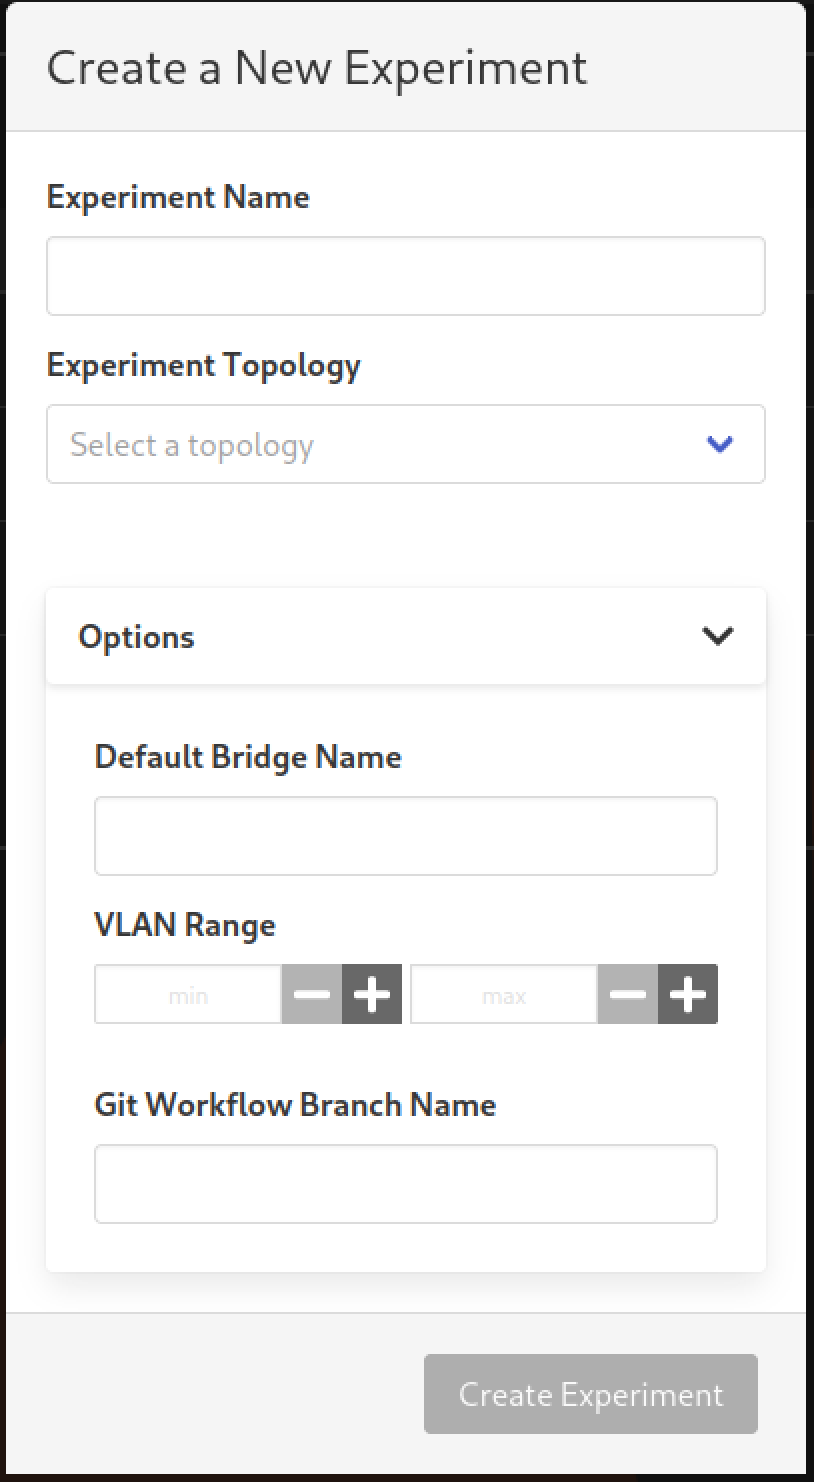 Create a New Experiment
Experiment Name
Experiment Topology
Select a topology
Options
Default Bridge Name
VLAN Range
min max
Git Workflow Branch Name
Create Experiment